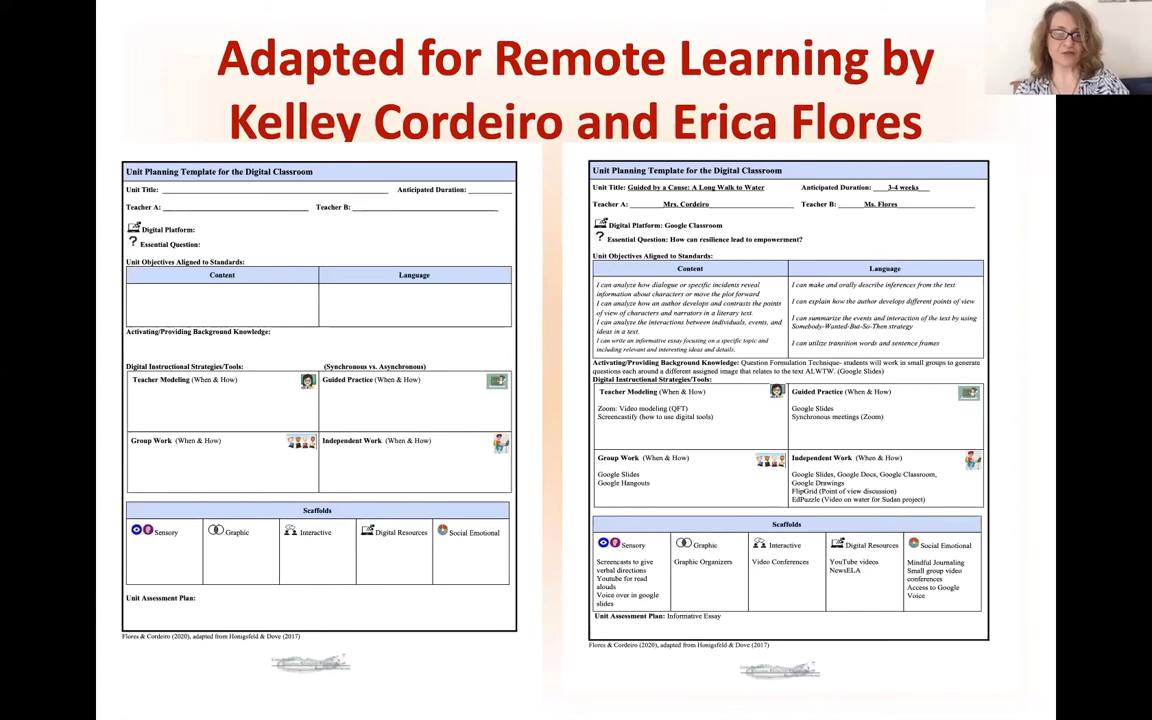 Adapted for Remote Learning by
Kelley Cordeiro and Erica Flores
Unit Planning Template for the Digital Classroom
Unit Title:
Anticipated Duration:
Teacher A:
Teacher B:
Digital Platform:
? Essential Question:
Unit Objectives Aligned to Standards:
Content
Language
Activating/Providing Background Knowledge:
Digital Instructional Strategies/Tools:
(Synchronous vs. Asynchronous)
Teacher Modeling (When & How)
Guided Practice (When & How)
Group Work (When & How)
Independent Work (When & How)
Scaffolds
Sensory
Graphic
Interactive
Digital Resources
Social Emotional
Unit Assessment Plan:
Flores & Cordeiro (2020), adapted from Honigsfeld & Dove (2017)
Unit Planning Template for the Digital Classroom
Unit Title: Guided by a Cause: A Long Walk to Water
Anticipated Duration: 3-4 weeks
Teacher A: Mrs. Cordeiro
Teacher B: Ms. Flores
Digital Platform: Google Classroom
? Essential Question: How can resilience lead to empowerment?
Unit Objectives Aligned to Standards:
Content
I can analyze how dialogue or specific incidents reveal
information about characters or move the plot forward
I can analyze how an author develops and contrasts the points
of view of characters and narrators in a literary text.
I can analyze the interactions between individuals, events, and
ideas in a text.
I can write an informative essay focusing on a specific topic and
including relevant and interesting ideas and details.
Language
I can make and orally describe inferences from the text
I can explain how the author develops different points of view
I can summarize the events and interaction of the text by using
Somebody-Wanted-But-So-Then strategy
I can utilize transition words and sentence frames
Activating/Providing Background Knowledge: Question Formulation Technique- students will work in small groups to generate
questions each around a different assigned image that relates to the text ALWTW. (Google Slides)
Digital Instructional Strategies/Tools:
Teacher Modeling (When & How)
Zoom: Video modeling (QFT)
Screencastify (how to use digital tools)
Guided Practice (When & How)
Google Slides
Synchronous meetings (Zoom)
Group Work (When & How)
Google Slides
Google Hangouts
Independent Work (When & How)
Google Slides, Google Docs, Google Classroom,
Google Drawings
FlipGrid (Point of view discussion)
EdPuzzle (Video on water for Sudan project)
Scaffolds
Sensory
Screencasts to give
verbal directions
Youtube for read
alouds
Voice over in google
slides
Graphic
Graphic Organizers
Interactive
Video Conferences
Digital Resources
YouTube videos
NewsELA
Social Emotional
Mindful Journaling
Small group video
conferences
Access to Google
Voice
Unit Assessment Plan: Informative Essay
Flores & Cordeiro (2020), adapted from Honigsfeld & Dove (2017)